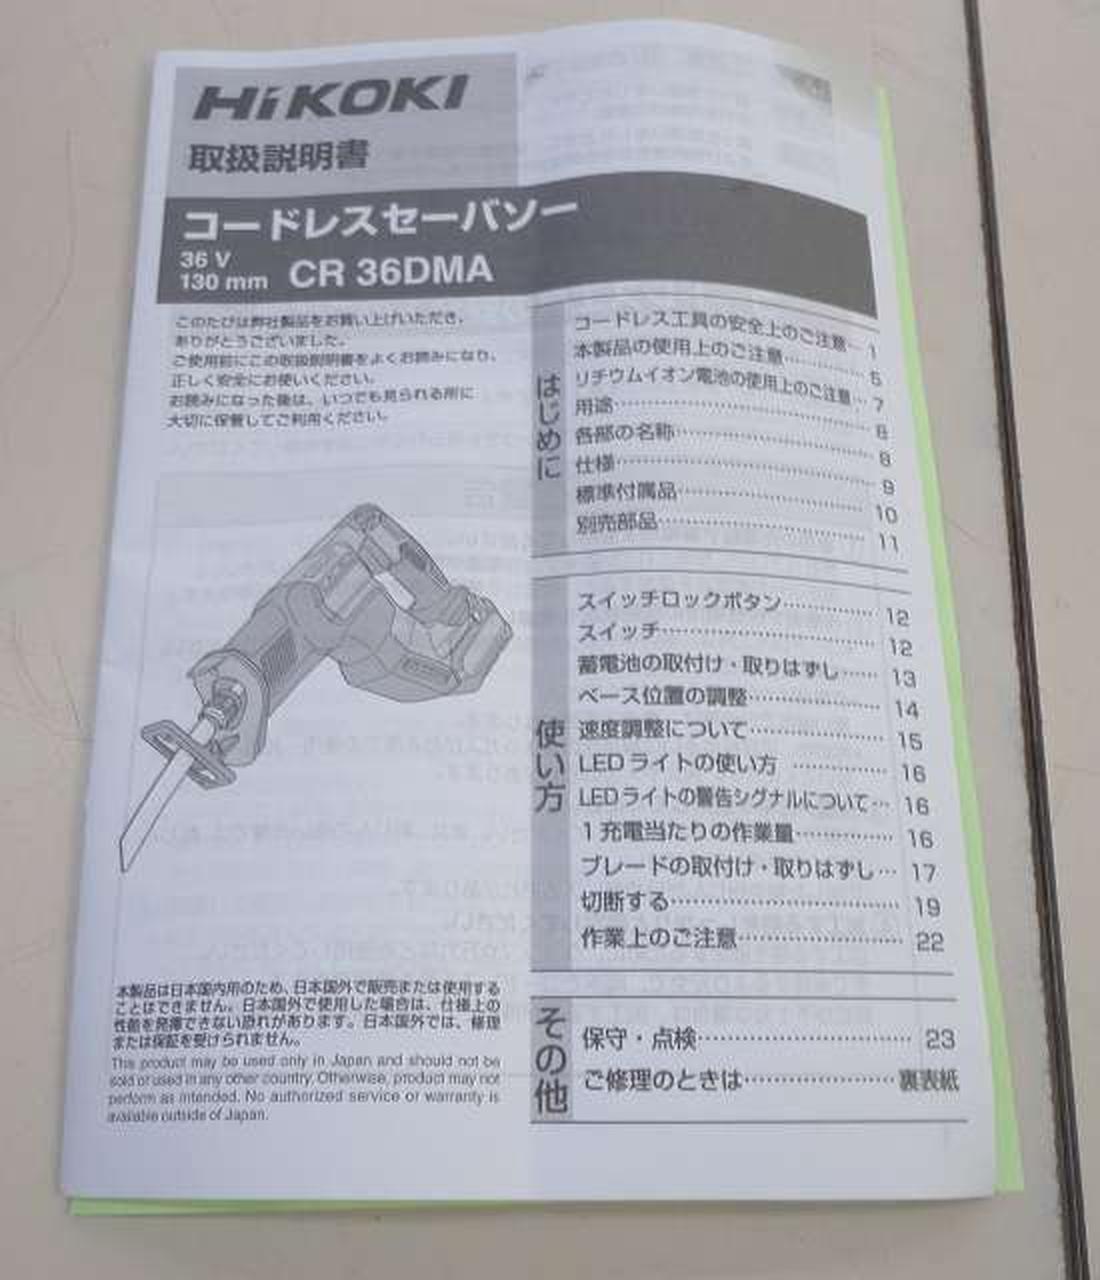 HiKOKI
取扱説明書
コードレスセーバソー
36 V
130 mm CR 36DMA
このたびは弊社製品をお買い上げいただき、
ありがとうございました。
ご使用前にこの取扱説明書をよくお読みになり、
正しく安全にお使いください。
お読みになった後は、いつでも見られる所に
大切に保管してご利用ください。
はじめに
コードレス工具の安全上のご注意… 1
本製品の使用上のご注意………… 5
リチウムイオン電池の使用上のご注意… 7
用途………………………… 8
各部の名称…………………… 8
仕様………………………… 9
標準付属品…………………… 10
別売部品……………………… 11
使い方
スイッチロックボタン………… 12
スイッチ……………………… 12
蓄電池の取付け・取りはずし…… 13
ベース位置の調整……………… 14
速度調整について……………… 15
LEDライトの使い方 ………… 16
LEDライトの警告シグナルについて… 16
1充電当たりの作業量………… 16
ブレードの取付け・取りはずし… 17
切断する……………………… 19
作業上のご注意……………… 22
その他
保守・点検…………………… 23
ご修理のときは……………… 裏表紙
本製品は日本国内用のため、日本国外で販売または使用する
ことはできません。日本国外で使用した場合は、仕様上の
性能を発揮できない恐れがあります。日本国外では、修理
または保証を受けられません。
This product may be used only in Japan and should not be
sold or used in any other country. Otherwise, product may not
perform as intended. No authorized service or warranty is
available outside of Japan.